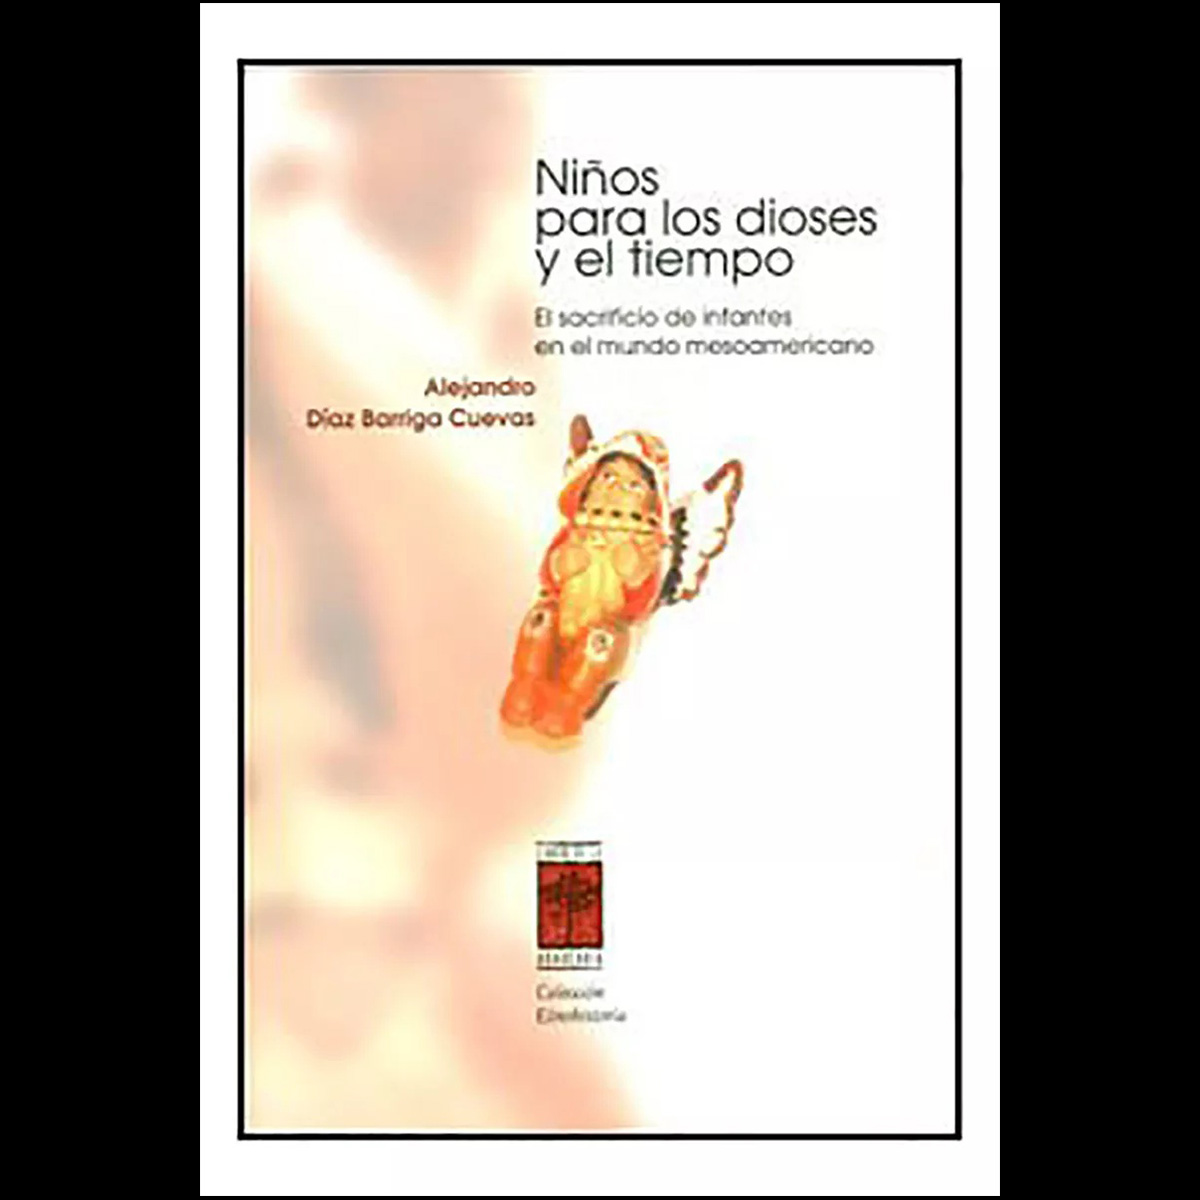 Niños
para los dioses
y el tiempo
El sacrificio de infantes
en el mundo mesoamericano
Alejandro
Díaz Barriga Cuevas
Colección
Etnohistoria